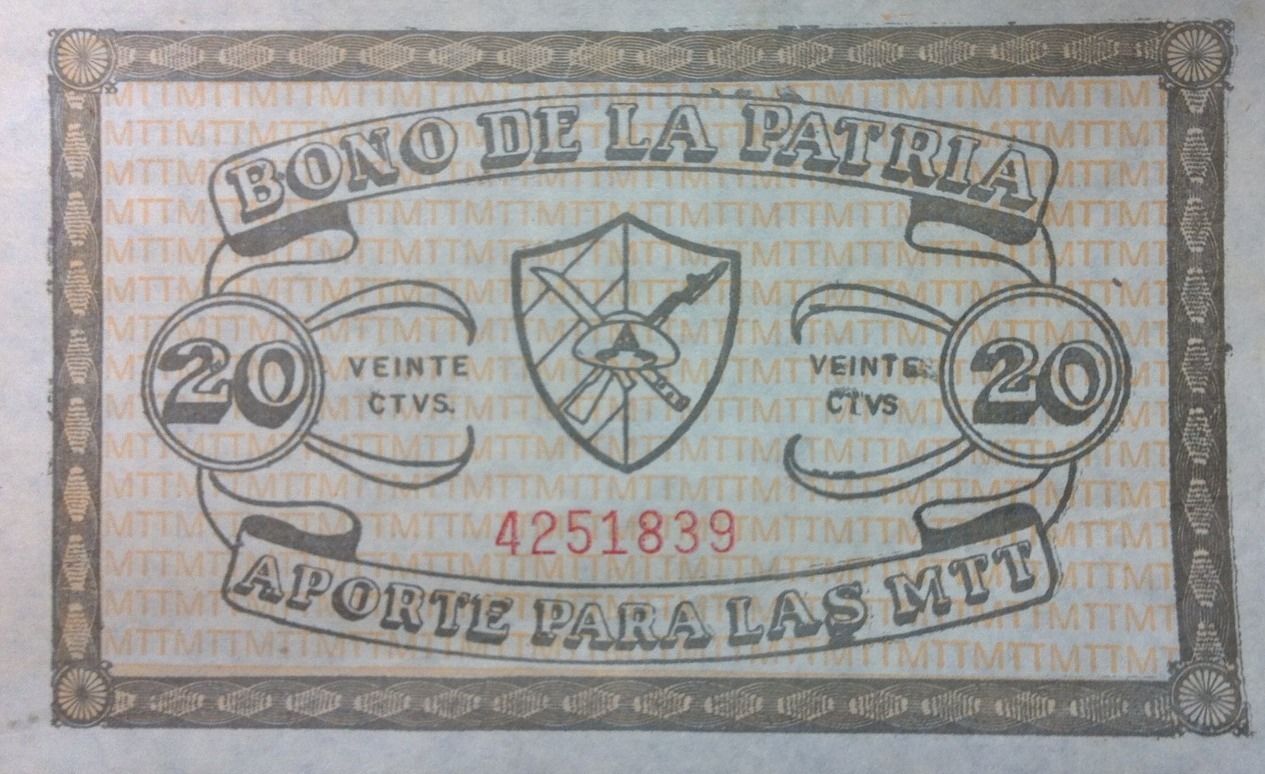 BONO DE LA PATRIA
20
VEINTE
CTVS.
VEINTE
CTVS
20
4251839
APORTE PARA LAS MTT